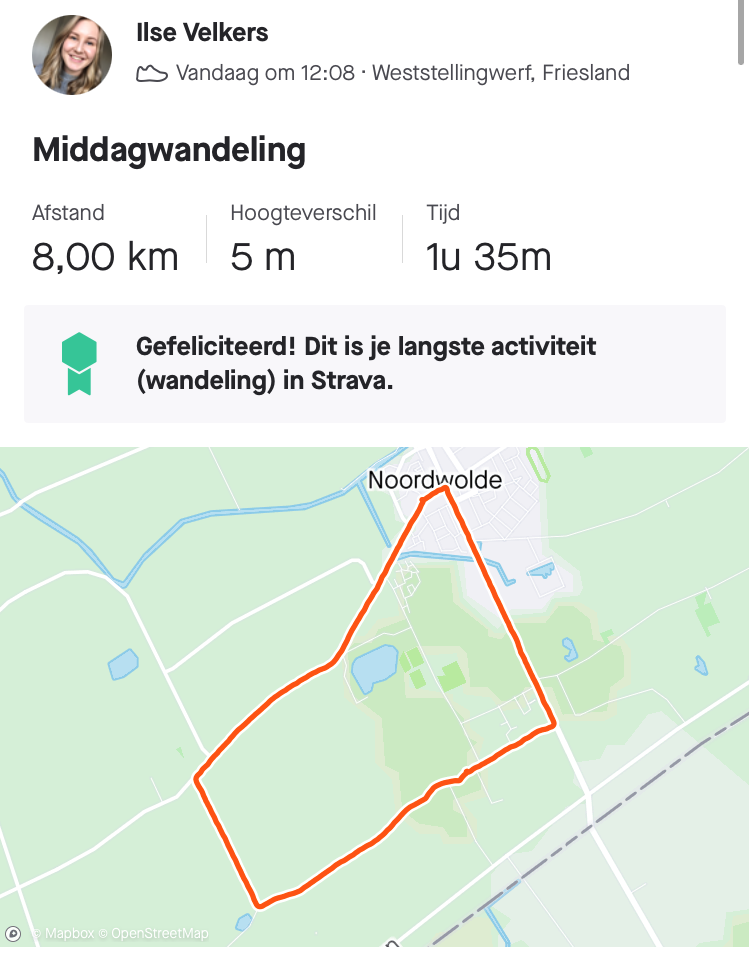 Ilse Velkers
Vandaag om 12:08 · Weststellingwerf, Friesland
Middagwandeling
Afstand
Hoogteverschil
Tijd
8,00 km
5 m
1u 35m
Gefeliciteerd! Dit is je langste activiteit
(wandeling) in Strava.
Noordwolde
© Mapbox © OpenStreetMap